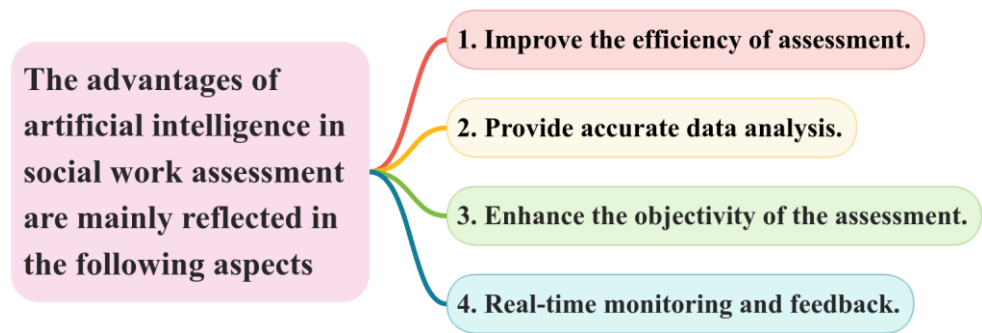 The advantages of
artificial intelligence in
social work assessment
are mainly reflected in
the following aspects
1. Improve the efficiency of assessment.
2. Provide accurate data analysis.
3. Enhance the objectivity of the assessment.
4. Real-time monitoring and feedback.